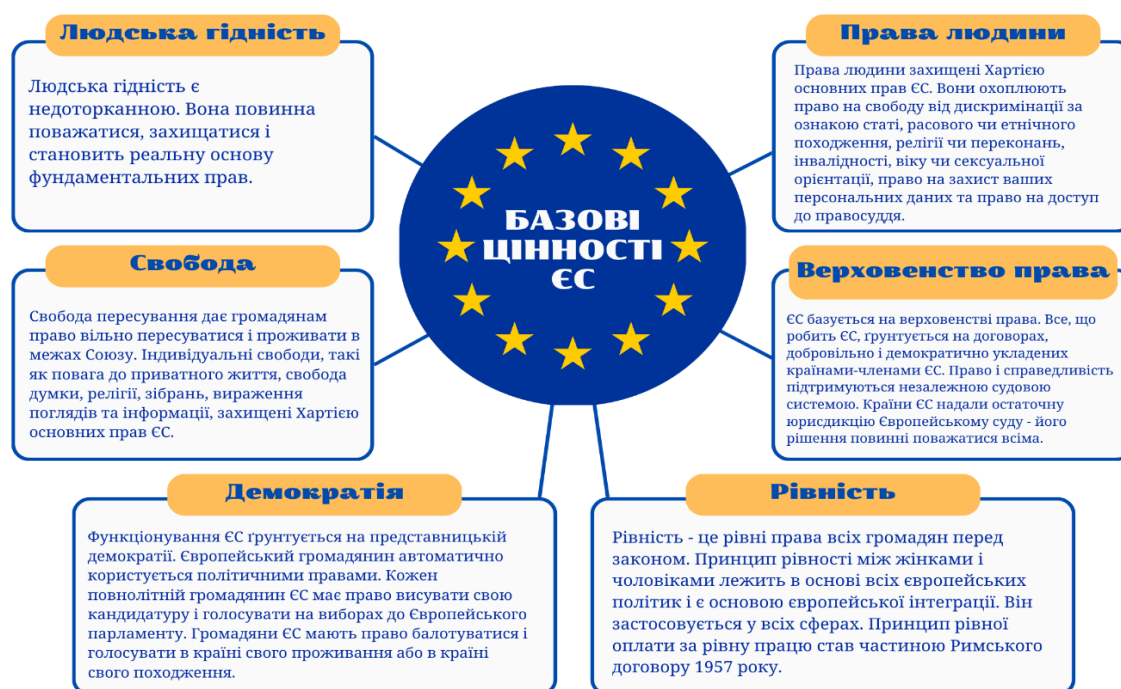 Людська гідність
Людська гідність є
недоторканною. Вона повинна
поважатися, захищатися і
становить реальну основу
фундаментальних прав.
Свобода
Свобода пересування дає громадянам
право вільно пересуватися і проживати в
межах Союзу. Індивідуальні свободи, такі
як повага до приватного життя, свобода
думки, релігії, зібрань, вираження
поглядів та інформації, захищені Хартією
основних прав ЄС.
Демократія
Функціонування ЄС ґрунтується на представницькій
демократії. Європейський громадянин автоматично
користується політичними правами. Кожен
повнолітній громадянин ЄС має право висувати свою
кандидатуру і голосувати на виборах до Європейського
парламенту. Громадяни ЄС мають право балотуватися і
голосувати в країні свого проживання або в країні
свого походження.
БАЗОВІ
ЦІННОСТІ
ЄС
Права людини
Права людини захищені Хартією
основних прав ЄС. Вони охоплюють
право на свободу від дискримінації за
ознакою статі, расового чи етнічного
походження, релігії чи переконань,
інвалідності, віку чи сексуальної
орієнтації, право на захист ваших
персональних даних та право на доступ
до правосуддя.
Верховенство права
ЄС базується на верховенстві права. Все, що
робить ЄС, ґрунтується на договорах,
добровільно і демократично укладених
країнами-членами ЄС. Право і справедливість
підтримуються незалежною судовою
системою. Країни ЄС надали остаточну
юрисдикцію Європейському суду - його
рішення повинні поважатися всіма.
Рівність
Рівність - це рівні права всіх громадян перед
законом. Принцип рівності між жінками і
чоловіками лежить в основі всіх європейських
політик і є основою європейської інтеграції. Він
застосовується у всіх сферах. Принцип рівної
оплати за рівну працю став частиною Римського
договору 1957 року.